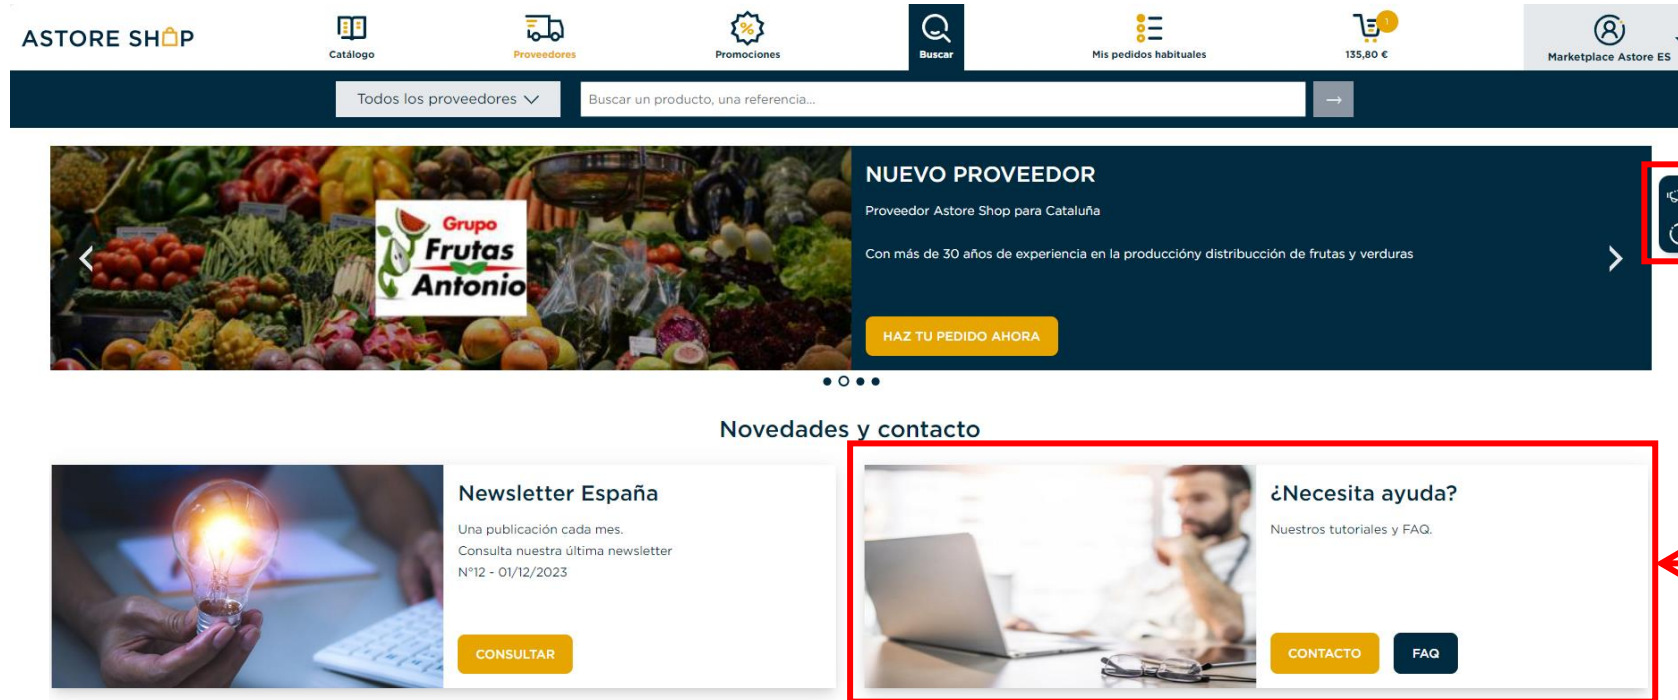 ASTORE SHOP
Catálogo
Proveedores
Promociones
Buscar
Mis pedidos habituales
1
135,80 €
Marketplace Astore ES
Todos los proveedores
Buscar un producto, una referencia...
→
Grupo
Frutas
Antonio
NUEVO PROVEEDOR
Proveedor Astore Shop para Cataluña
Con más de 30 años de experiencia en la produccióny distribucción de frutas y verduras
HAZ TU PEDIDO AHORA
Novedades y contacto
Newsletter España
Una publicación cada mes.
Consulta nuestra última newsletter
N°12 - 01/12/2023
CONSULTAR
¿Necesita ayuda?
Nuestros tutoriales y FAQ.
CONTACTO
FAQ